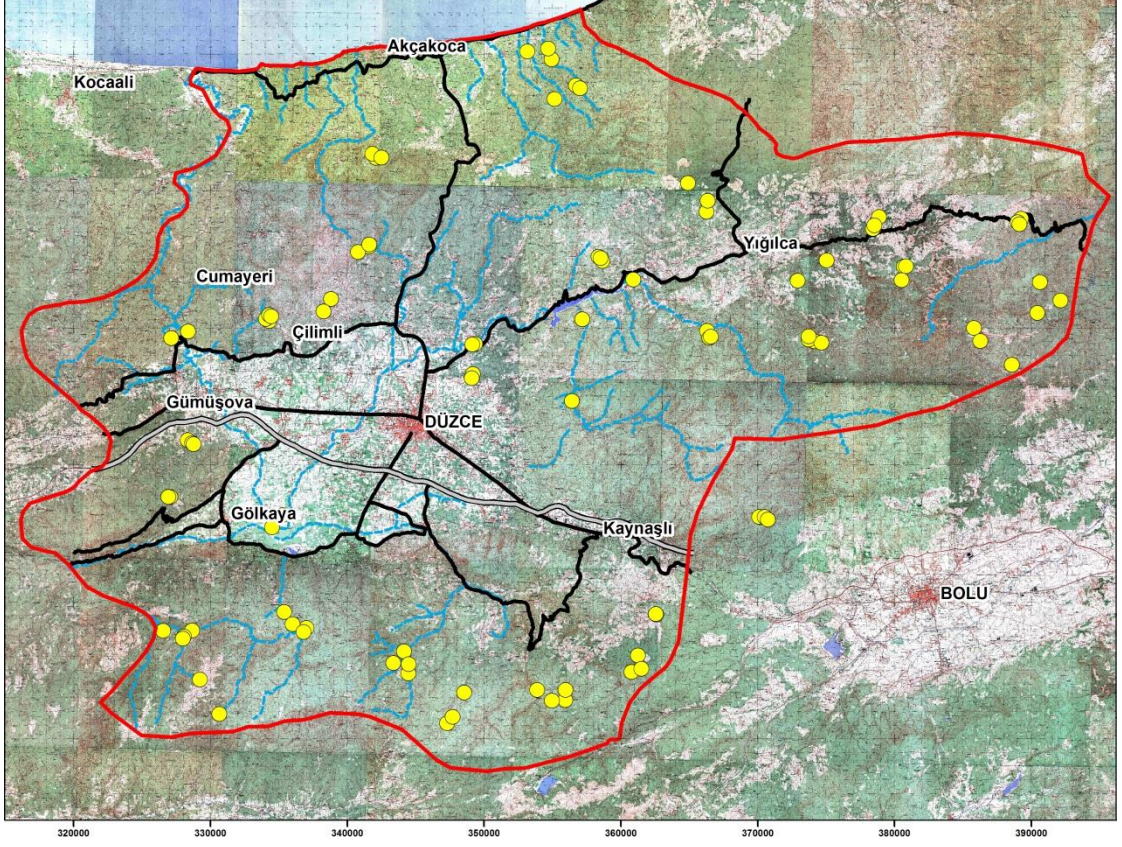 Akçakoca
Kocaali
Yığılca
Cumayeri
Çilimli
Gümüşova
DÜZCE
Gölkaya
Kaynaşlı
BOLU
320000 330000 340000 350000 360000 370000 380000 390000